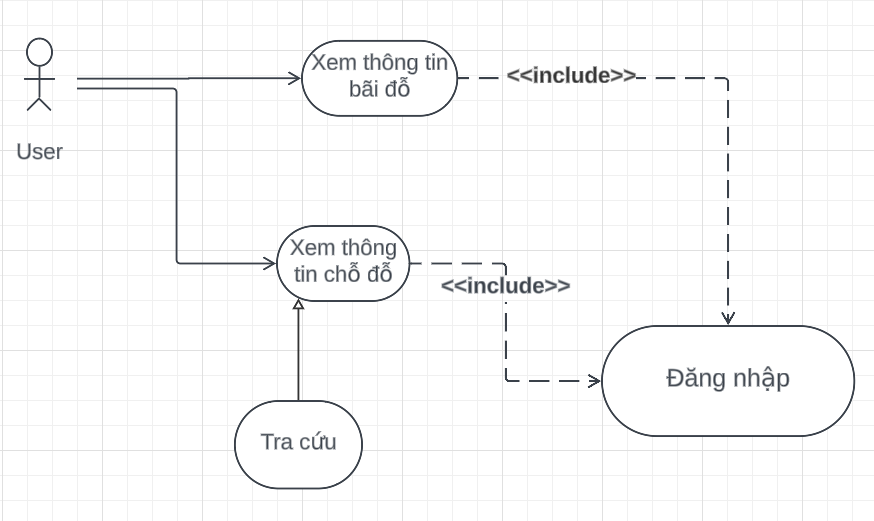 Xem thông tin
bãi đỗ
<<include>>
User
Xem thông
tin chỗ đỗ
<<include>>
Đăng nhập
Tra cứu